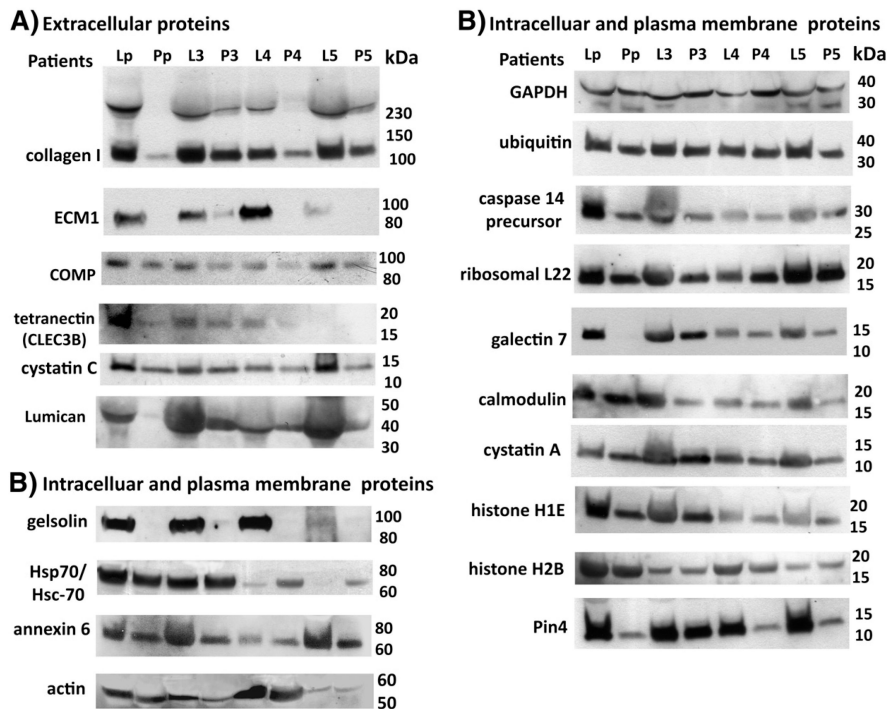 A) Extracellular proteins
Patients Lp Pp L3 P3 L4 P4 L5 P5 kDa
230
150
collagen I 100
ECM1 100
80
COMP 100
80
tetranectin 20
(CLEC3B) 15
cystatin C 15
10
Lumican 50
40
30
B) Intracelluar and plasma membrane proteins
gelsolin 100
80
Hsp70/ 80
Hsc-70 60
annexin 6 80
60
actin 60
50
B) Intracelluar and plasma membrane proteins
Patients Lp Pp L3 P3 L4 P4 L5 P5 kDa
GAPDH 40
30
ubiquitin 40
30
caspase 14 30
precursor 25
ribosomal L22 20
15
galectin 7 15
10
calmodulin 20
15
cystatin A 15
10
histone H1E 20
15
histone H2B 20
15
Pin4 15
10